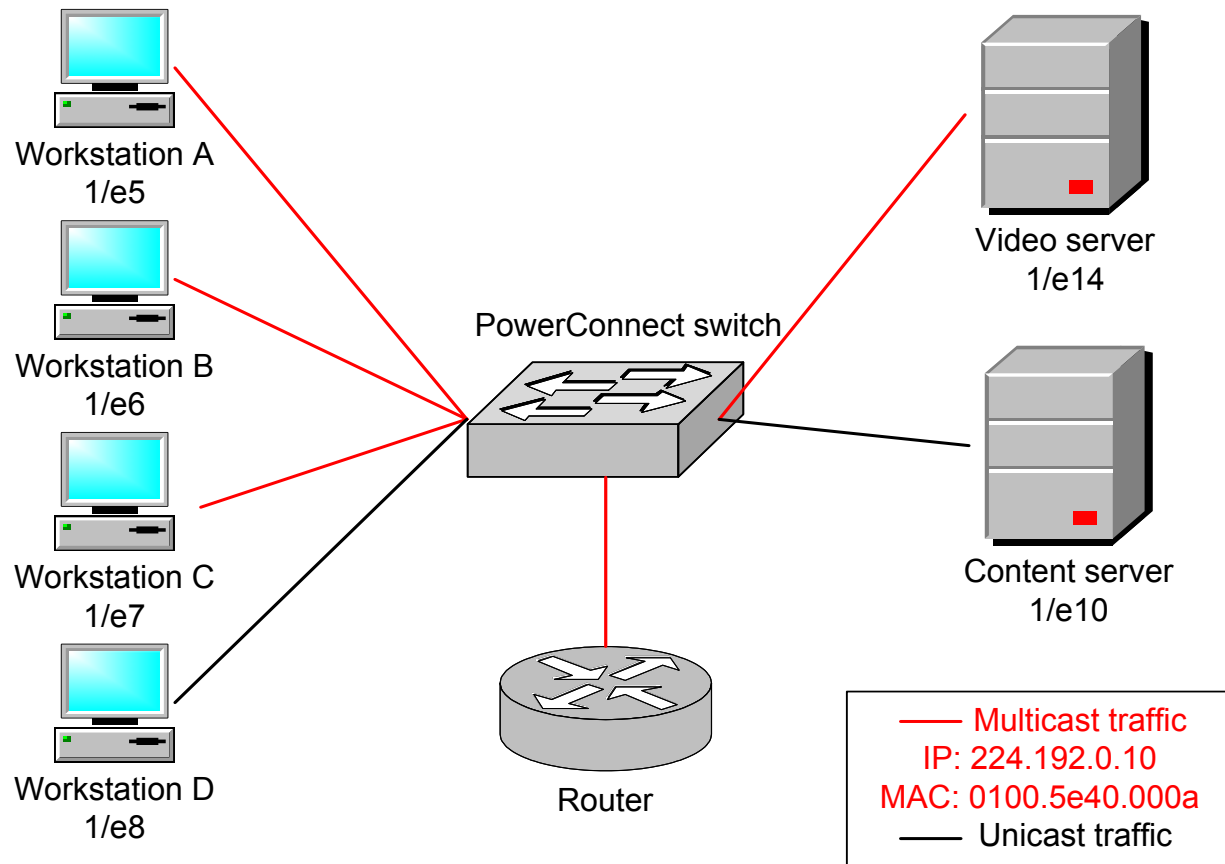 Workstation A
1/e5
Workstation B
1/e6
Workstation C
1/e7
Workstation D
1/e8
PowerConnect switch
Router
Video server
1/e14
Content server
1/e10
Multicast traffic
IP: 224.192.0.10
MAC: 0100.5e40.000a
Unicast traffic